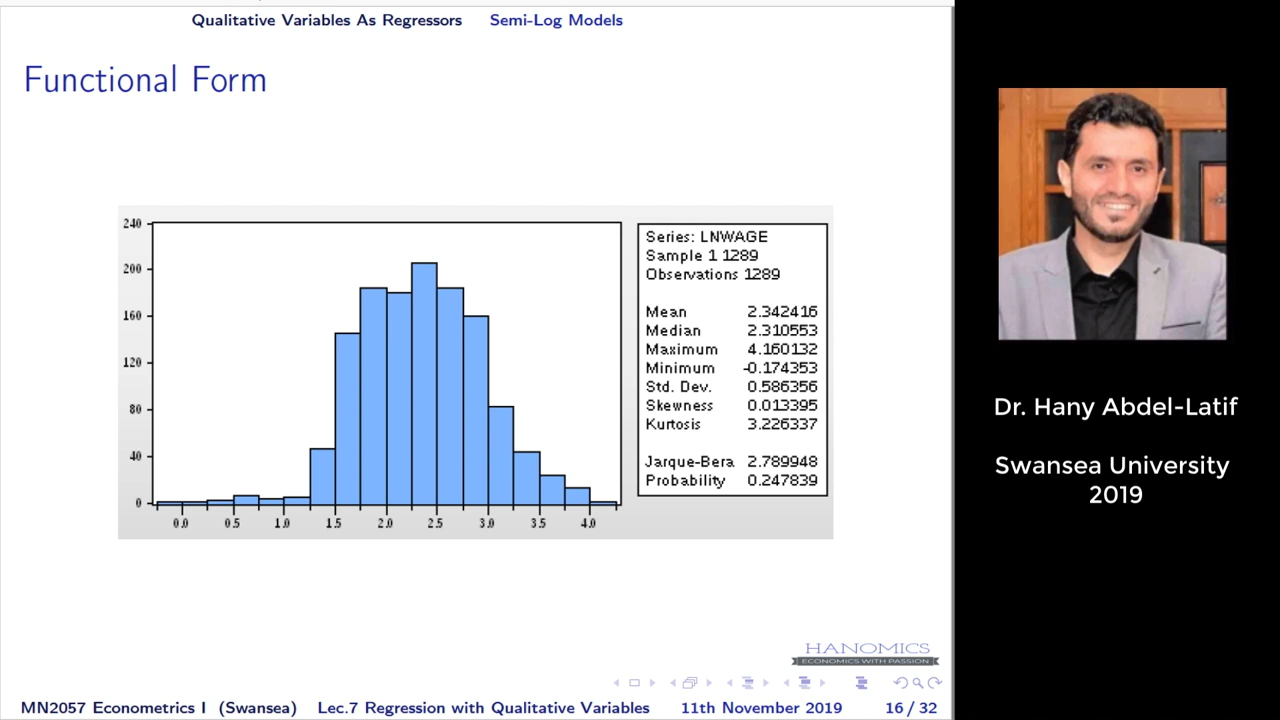 Qualitative Variables As Regressors Semi-Log Models
Functional Form
240
200
160
120
80
40
0
0.0 0.5 1.0 1.5 2.0 2.5 3.0 3.5 4.0
Series: LNWAGE
Sample 1 1289
Observations 1289
Mean 2.342416
Median 2.310553
Maximum 4.160132
Minimum -0.174353
Std. Dev. 0.586356
Skewness 0.013395
Kurtosis 3.226337
Jarque-Bera 2.789948
Probability 0.247839
HANOMICS
ECONOMICS WITH PASSION
MN2057 Econometrics I (Swansea) Lec.7 Regression with Qualitative Variables 11th November 2019 16 / 32
Dr. Hany Abdel-Latif
Swansea University
2019